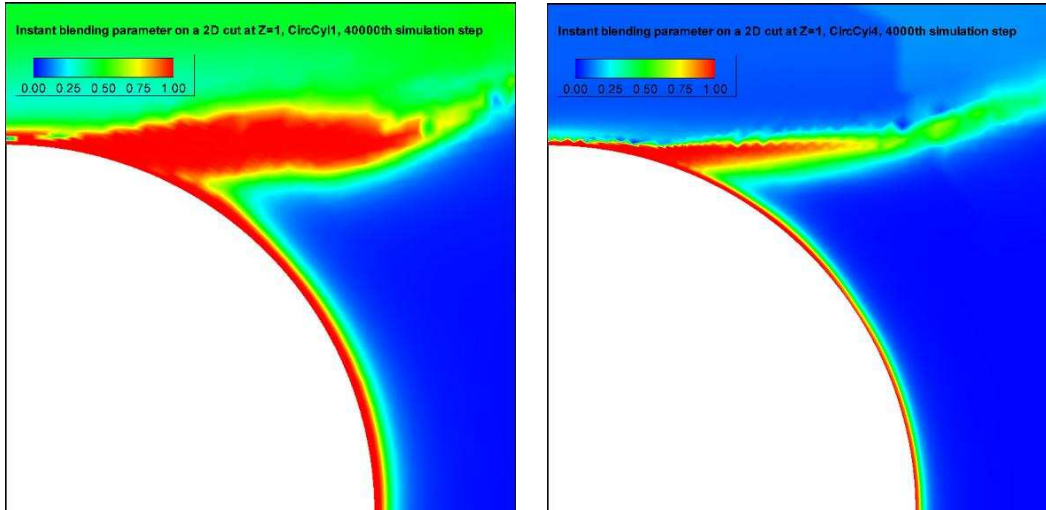 Instant blending parameter on a 2D cut at Z=1, CircCyl1, 40000th simulation step
0.00 0.25 0.50 0.75 1.00
Instant blending parameter on a 2D cut at Z=1, CircCyl4, 4000th simulation step
0.00 0.25 0.50 0.75 1.00